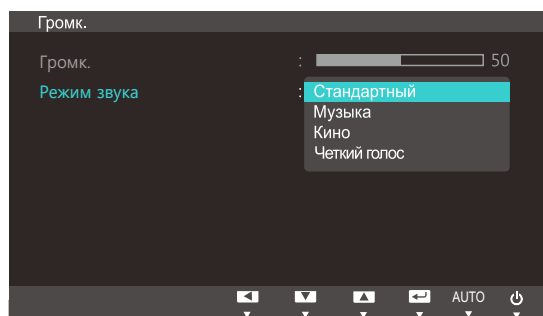 Громк.
Громк. : 50
Режим звука : Стандартный
Музыка
Кино
Четкий голос
AUTO